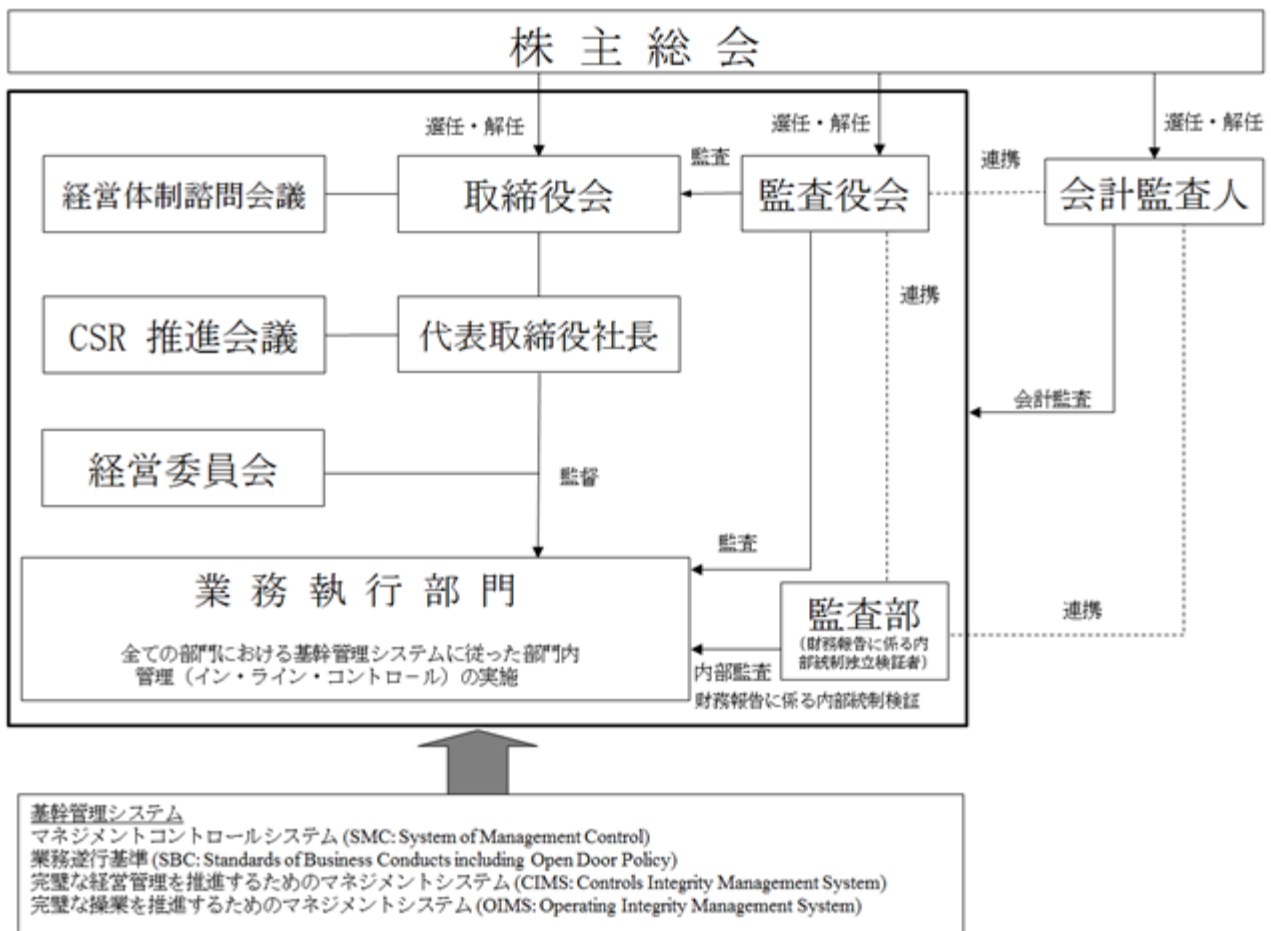 株主総会
選任・解任
選任・解任
選任・解任
経営体制諮問会議
取締役会
監査
監査役会
連携
会計監査人
連携
CSR 推進会議
代表取締役社長
会計監査
経営委員会
監督
監査
業務執行部門
全ての部門における基幹管理システムに従った部門内
管理（イン・ライン・コントロール）の実施
監査部
（財務報告に係る内
部統制独立検証者）
連携
内部監査
財務報告に係る内部統制検証
基幹管理システム
マネジメントコントロールシステム (SMC: System of Management Control)
業務遂行基準 (SBC: Standards of Business Conducts including Open Door Policy)
完璧な経営管理を推進するためのマネジメントシステム (CIMS: Controls Integrity Management System)
完璧な操業を推進するためのマネジメントシステム (OIMS: Operating Integrity Management System)